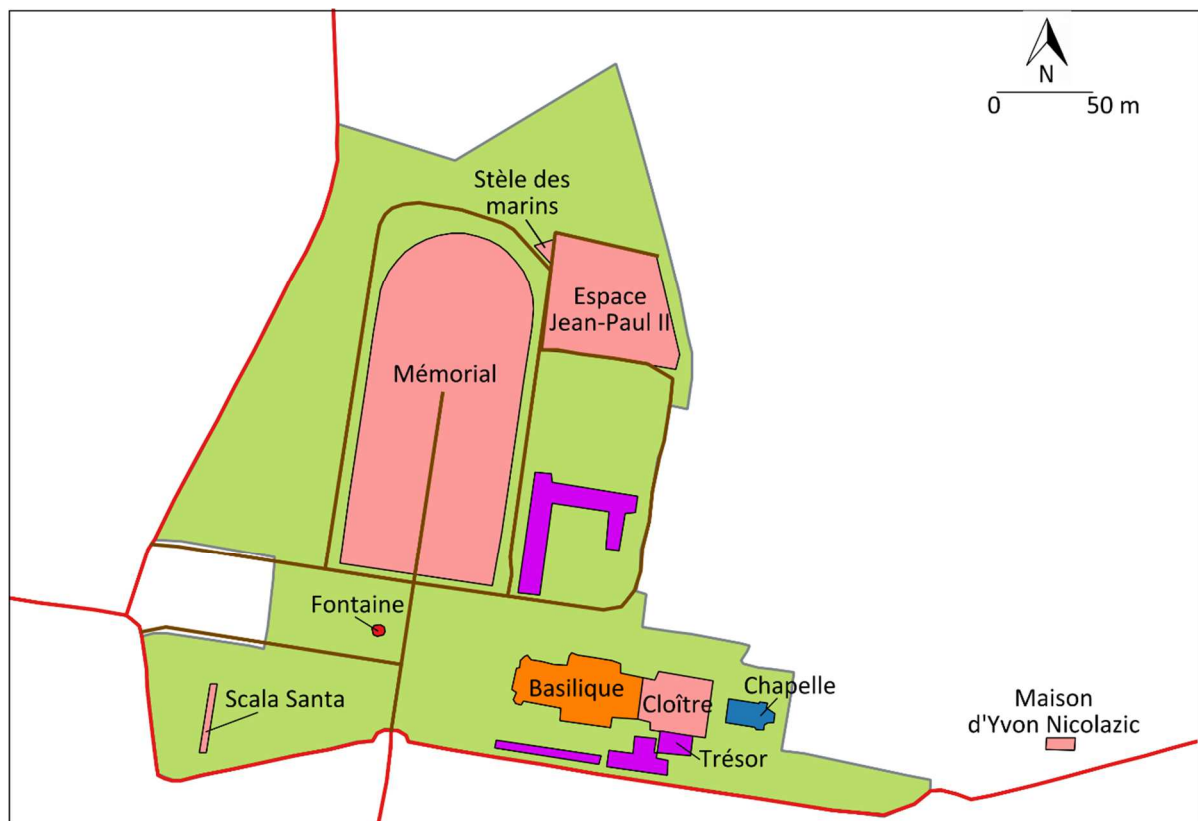 N
0 50 m
Stèle des
marins
Espace
Jean-Paul II
Mémorial
Fontaine
Scala Santa
Basilique
Cloître
Chapelle
Trésor
Maison
d'Yvon Nicolazic